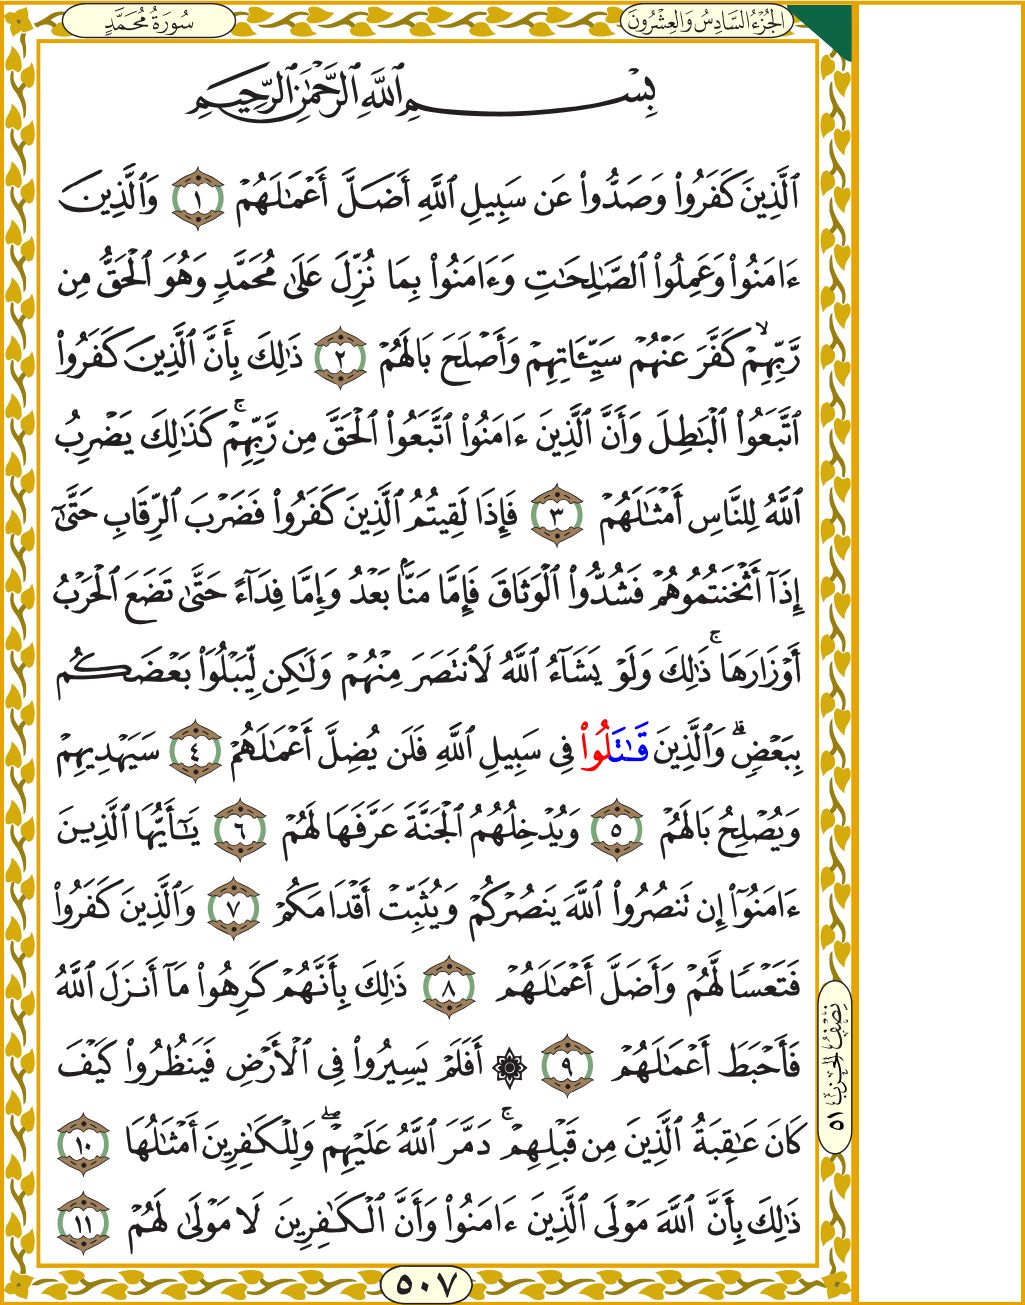 سُورَةُ مُحَمَّدٍ
الجُزْءُ السَّادِسُ وَالعِشْرُونَ
بِسْمِ ٱللَّهِ ٱلرَّحْمَٰنِ ٱلرَّحِيمِ
ٱلَّذِينَ كَفَرُوا۟ وَصَدُّوا۟ عَن سَبِيلِ ٱللَّهِ أَضَلَّ أَعْمَٰلَهُمْ ١ وَٱلَّذِينَ
ءَامَنُوا۟ وَعَمِلُوا۟ ٱلصَّٰلِحَٰتِ وَءَامَنُوا۟ بِمَا نُزِّلَ عَلَىٰ مُحَمَّدٍ وَهُوَ ٱلْحَقُّ مِن
رَّبِّهِمْ ۙ كَفَّرَ عَنْهُمْ سَيِّـَٔاتِهِمْ وَأَصْلَحَ بَالَهُمْ ٢ ذَٰلِكَ بِأَنَّ ٱلَّذِينَ كَفَرُوا۟
ٱتَّبَعُوا۟ ٱلْبَٰطِلَ وَأَنَّ ٱلَّذِينَ ءَامَنُوا۟ ٱتَّبَعُوا۟ ٱلْحَقَّ مِن رَّبِّهِمْ ۚ كَذَٰلِكَ يَضْرِبُ
ٱللَّهُ لِلنَّاسِ أَمْثَٰلَهُمْ ٣ فَإِذَا لَقِيتُمُ ٱلَّذِينَ كَفَرُوا۟ فَضَرْبَ ٱلرِّقَابِ حَتَّىٰٓ
إِذَآ أَثْخَنتُمُوهُمْ فَشُدُّوا۟ ٱلْوَثَاقَ فَإِمَّا مَنًّۢا بَعْدُ وَإِمَّا فِدَآءً حَتَّىٰ تَضَعَ ٱلْحَرْبُ
أَوْزَارَهَا ۚ ذَٰلِكَ وَلَوْ يَشَآءُ ٱللَّهُ لَٱنتَصَرَ مِنْهُمْ وَلَٰكِن لِّيَبْلُوَا۟ بَعْضَكُم
بِبَعْضٍ ۗ وَٱلَّذِينَ قَٰتَلُوا۟ فِى سَبِيلِ ٱللَّهِ فَلَن يُضِلَّ أَعْمَٰلَهُمْ ٤ سَيَهْدِيهِمْ
وَيُصْلِحُ بَالَهُمْ ٥ وَيُدْخِلُهُمُ ٱلْجَنَّةَ عَرَّفَهَا لَهُمْ ٦ يَٰٓأَيُّهَا ٱلَّذِينَ
ءَامَنُوٓا۟ إِن تَنصُرُوا۟ ٱللَّهَ يَنصُرْكُمْ وَيُثَبِّتْ أَقْدَامَكُمْ ٧ وَٱلَّذِينَ كَفَرُوا۟
فَتَعْسًا لَّهُمْ وَأَضَلَّ أَعْمَٰلَهُمْ ٨ ذَٰلِكَ بِأَنَّهُمْ كَرِهُوا۟ مَآ أَنزَلَ ٱللَّهُ
فَأَحْبَطَ أَعْمَٰلَهُمْ ٩ ۞ أَفَلَمْ يَسِيرُوا۟ فِى ٱلْأَرْضِ فَيَنظُرُوا۟ كَيْفَ
كَانَ عَٰقِبَةُ ٱلَّذِينَ مِن قَبْلِهِمْ ۚ دَمَّرَ ٱللَّهُ عَلَيْهِمْ ۖ وَلِلْكَٰفِرِينَ أَمْثَٰلُهَا ١٠
ذَٰلِكَ بِأَنَّ ٱللَّهَ مَوْلَى ٱلَّذِينَ ءَامَنُوا۟ وَأَنَّ ٱلْكَٰفِرِينَ لَا مَوْلَىٰ لَهُمْ ١١
نِصْفُ الحِزْبِ ٥١
٥٠٧